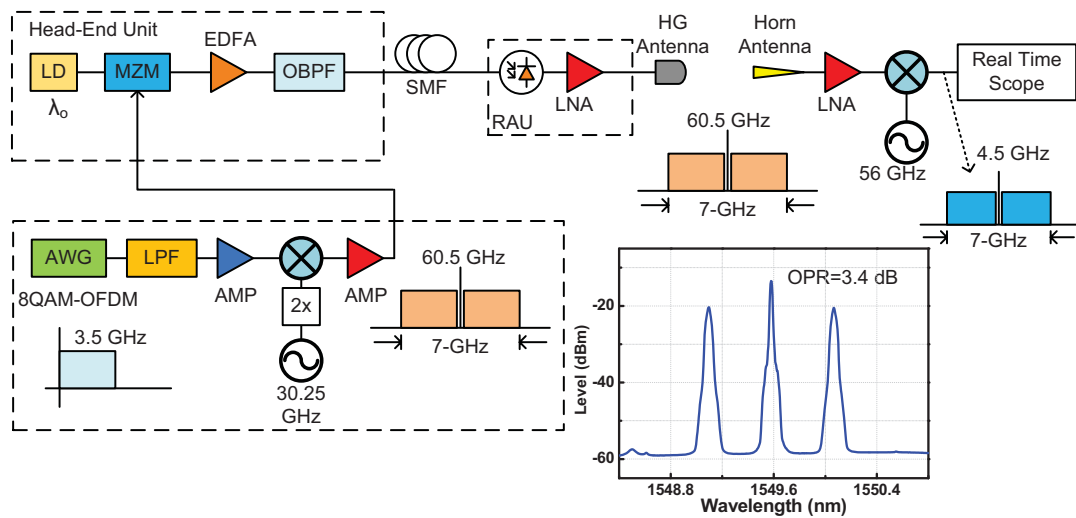 Head-End Unit
LD
λo
MZM
EDFA
OBPF
SMF
RAU
LNA
HG
Antenna
Horn
Antenna
LNA
56 GHz
Real Time
Scope
60.5 GHz
7-GHz
4.5 GHz
7-GHz
AWG
LPF
AMP
2x
30.25
GHz
AMP
8QAM-OFDM
3.5 GHz
60.5 GHz
7-GHz
OPR=3.4 dB
Level (dBm)
-20
-40
-60
1548.8
1549.6
1550.4
Wavelength (nm)